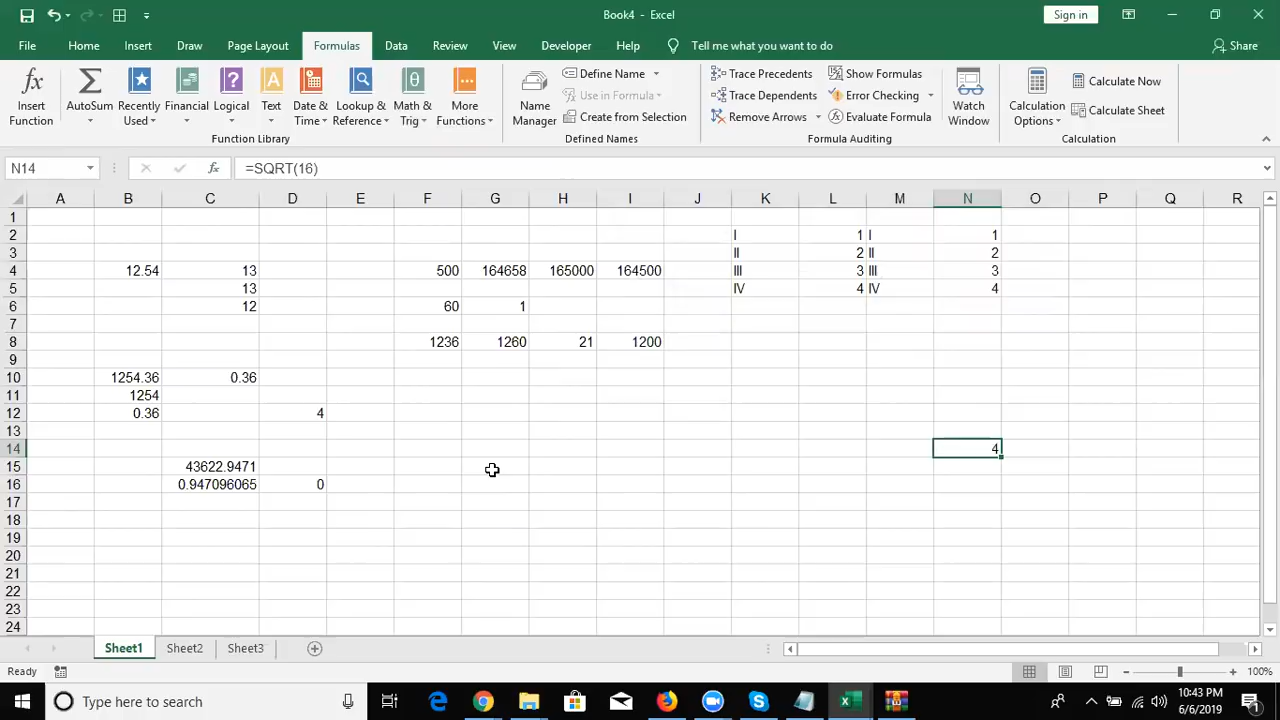 Book4 - Excel
Sign in
File Home Insert Draw Page Layout Formulas Data Review View Developer Help Tell me what you want to do Share
Insert Function
AutoSum
Recently Used
Financial
Logical
Text
Date & Time
Lookup & Reference
Math & Trig
More Functions
Function Library
Name Manager
Define Name
Use in Formula
Create from Selection
Defined Names
Trace Precedents
Trace Dependents
Remove Arrows
Show Formulas
Error Checking
Evaluate Formula
Watch Window
Formula Auditing
Calculation Options
Calculate Now
Calculate Sheet
Calculation
N14 fx =SQRT(16)
A B C D E F G H I J K L M N O P Q R
1
2 I 1 I 1
3 II 2 II 2
4 12.54 13 500 164658 165000 164500 III 3 III 3
5 13 IV 4 IV 4
6 12 60 1
7
8 1236 1260 21 1200
9
10 1254.36 0.36
11 1254
12 0.36 4
13
14 4
15 43622.9471
16 0.947096065 0
17
18
19
20
21
22
23
24
Sheet1 Sheet2 Sheet3
Ready 100%
Type here to search
10:43 PM
6/6/2019